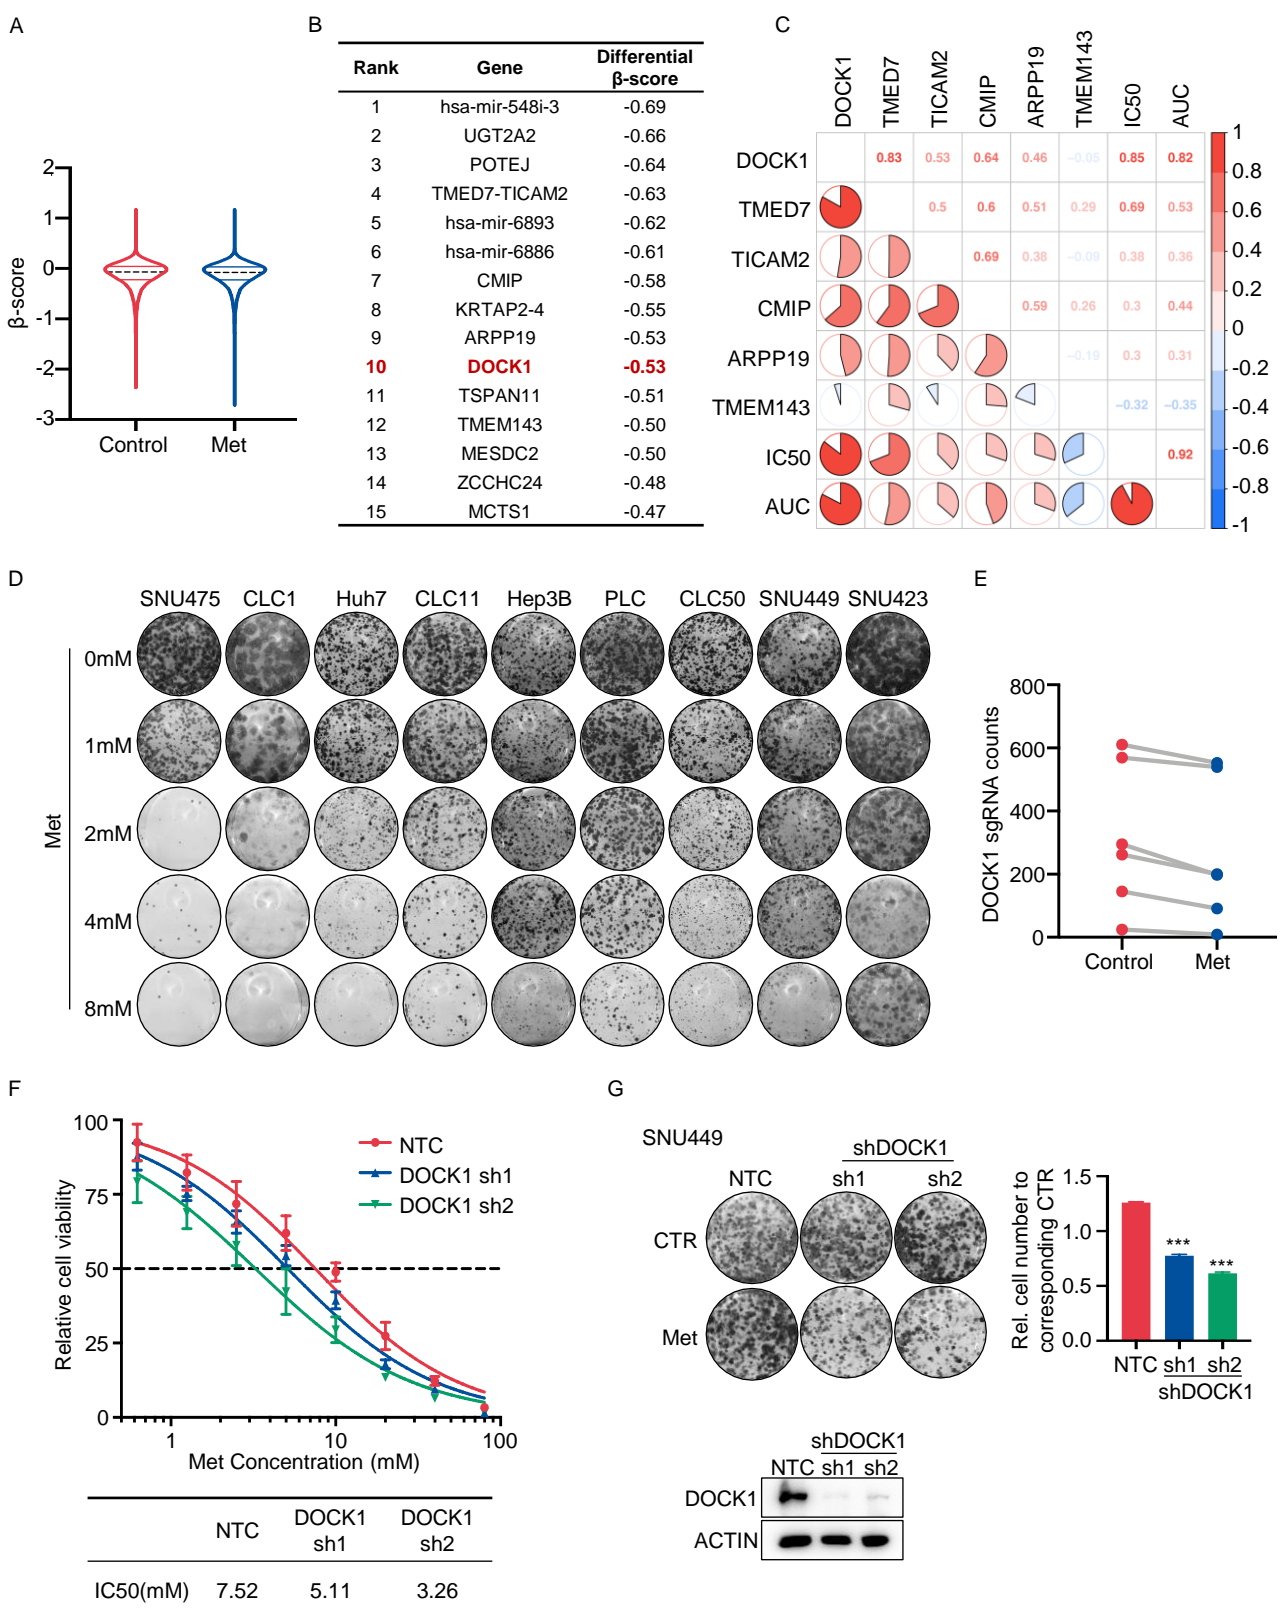 A
β-score
2
1
0
-1
-2
-3
Control Met
B
Rank Gene Differential β-score
1 hsa-mir-548i-3 -0.69
2 UGT2A2 -0.66
3 POTEJ -0.64
4 TMED7-TICAM2 -0.63
5 hsa-mir-6893 -0.62
6 hsa-mir-6886 -0.61
7 CMIP -0.58
8 KRTAP2-4 -0.55
9 ARPP19 -0.53
10 DOCK1 -0.53
11 TSPAN11 -0.51
12 TMEM143 -0.50
13 MESDC2 -0.50
14 ZCCHC24 -0.48
15 MCTS1 -0.47
C
DOCK1 TMED7 TICAM2 CMIP ARPP19 TMEM143 IC50 AUC
DOCK1 0.83 0.53 0.64 0.46 −0.05 0.85 0.82
TMED7 0.5 0.6 0.51 0.29 0.69 0.53
TICAM2 0.69 0.38 −0.09 0.38 0.36
CMIP 0.59 0.26 0.3 0.44
ARPP19 −0.19 0.3 0.31
TMEM143 −0.32 −0.35
IC50 0.92
AUC
1
0.8
0.6
0.4
0.2
0
-0.2
-0.4
-0.6
-0.8
-1
D
SNU475 CLC1 Huh7 CLC11 Hep3B PLC CLC50 SNU449 SNU423
Met
0mM
1mM
2mM
4mM
8mM
E
DOCK1 sgRNA counts
800
600
400
200
0
Control Met
F
Relative cell viability
100
75
50
25
0
NTC
DOCK1 sh1
DOCK1 sh2
1 10 100
Met Concentration (mM)
NTC DOCK1 sh1 DOCK1 sh2
IC50(mM) 7.52 5.11 3.26
G
SNU449
shDOCK1
NTC sh1 sh2
CTR
Met
Rel. cell number to
corresponding CTR
1.5
1.0
0.5
0.0
***
***
NTC sh1 sh2
shDOCK1
shDOCK1
NTC sh1 sh2
DOCK1
ACTIN